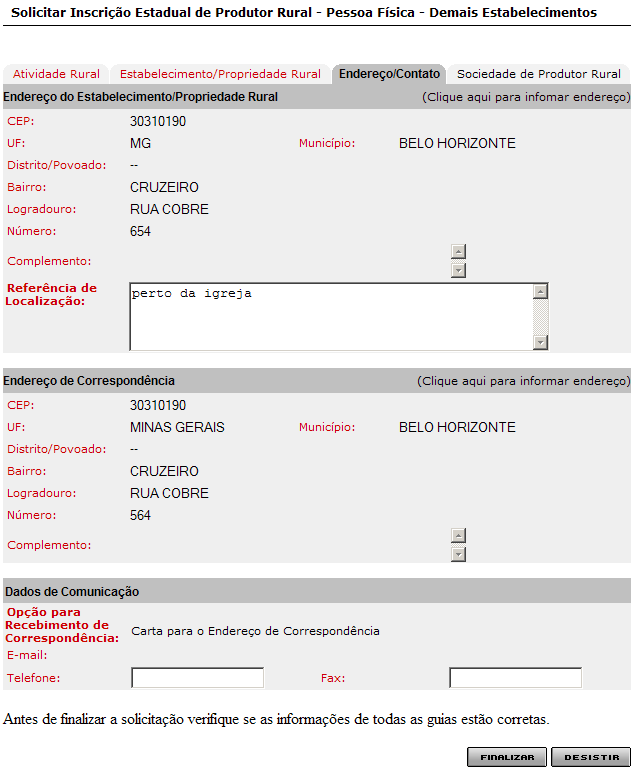 Solicitar Inscrição Estadual de Produtor Rural - Pessoa Física - Demais Estabelecimentos
Atividade Rural Estabelecimento/Propriedade Rural Endereço/Contato Sociedade de Produtor Rural
Endereço do Estabelecimento/Propriedade Rural (Clique aqui para infomar endereço)
CEP: 30310190
UF: MG Município: BELO HORIZONTE
Distrito/Povoado: --
Bairro: CRUZEIRO
Logradouro: RUA COBRE
Número: 654
Complemento:
Referência de
Localização:
perto da igreja
Endereço de Correspondência (Clique aqui para informar endereço)
CEP: 30310190
UF: MINAS GERAIS Município: BELO HORIZONTE
Distrito/Povoado: --
Bairro: CRUZEIRO
Logradouro: RUA COBRE
Número: 564
Complemento:
Dados de Comunicação
Opção para
Recebimento de
Correspondência:
Carta para o Endereço de Correspondência
E-mail:
Telefone: Fax:
Antes de finalizar a solicitação verifique se as informações de todas as guias estão corretas.
FINALIZAR DESISTIR